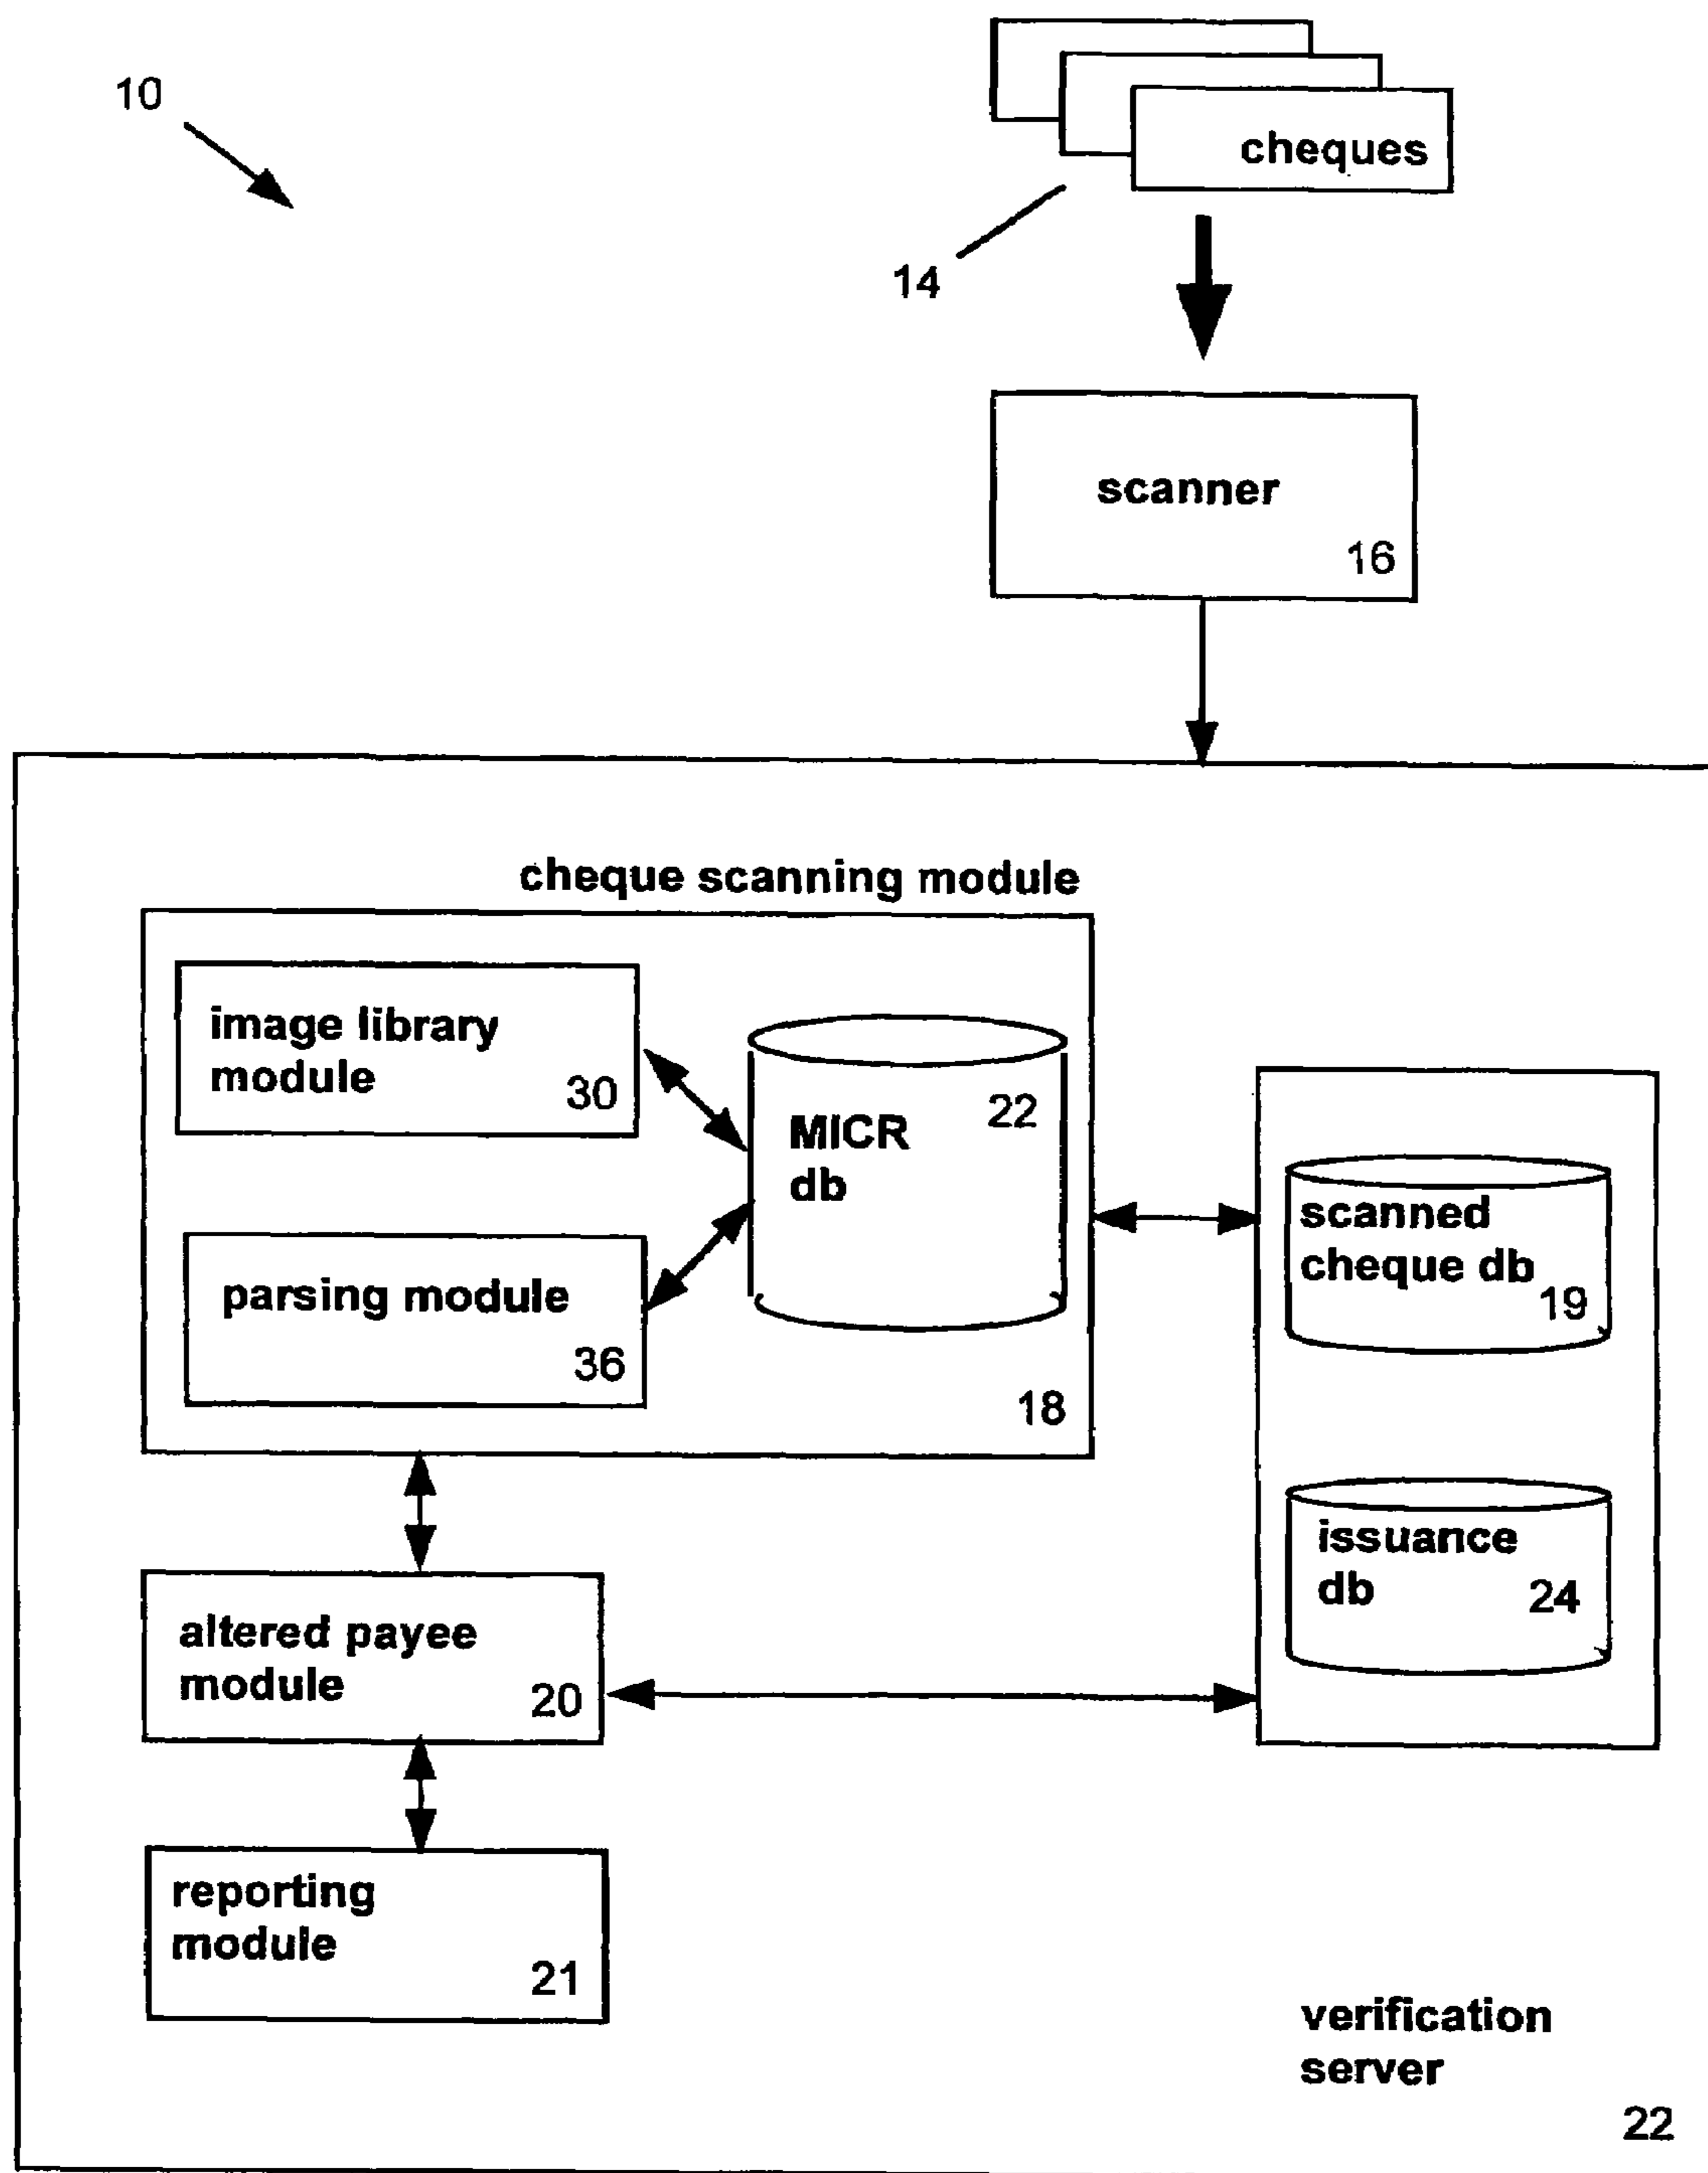 10
cheques
14
scanner
16
cheque scanning module
image library
module
30
MICR
db
22
parsing module
36
18
scanned
cheque db
19
issuance
db
24
altered payee
module
20
reporting
module
21
verification
server
22